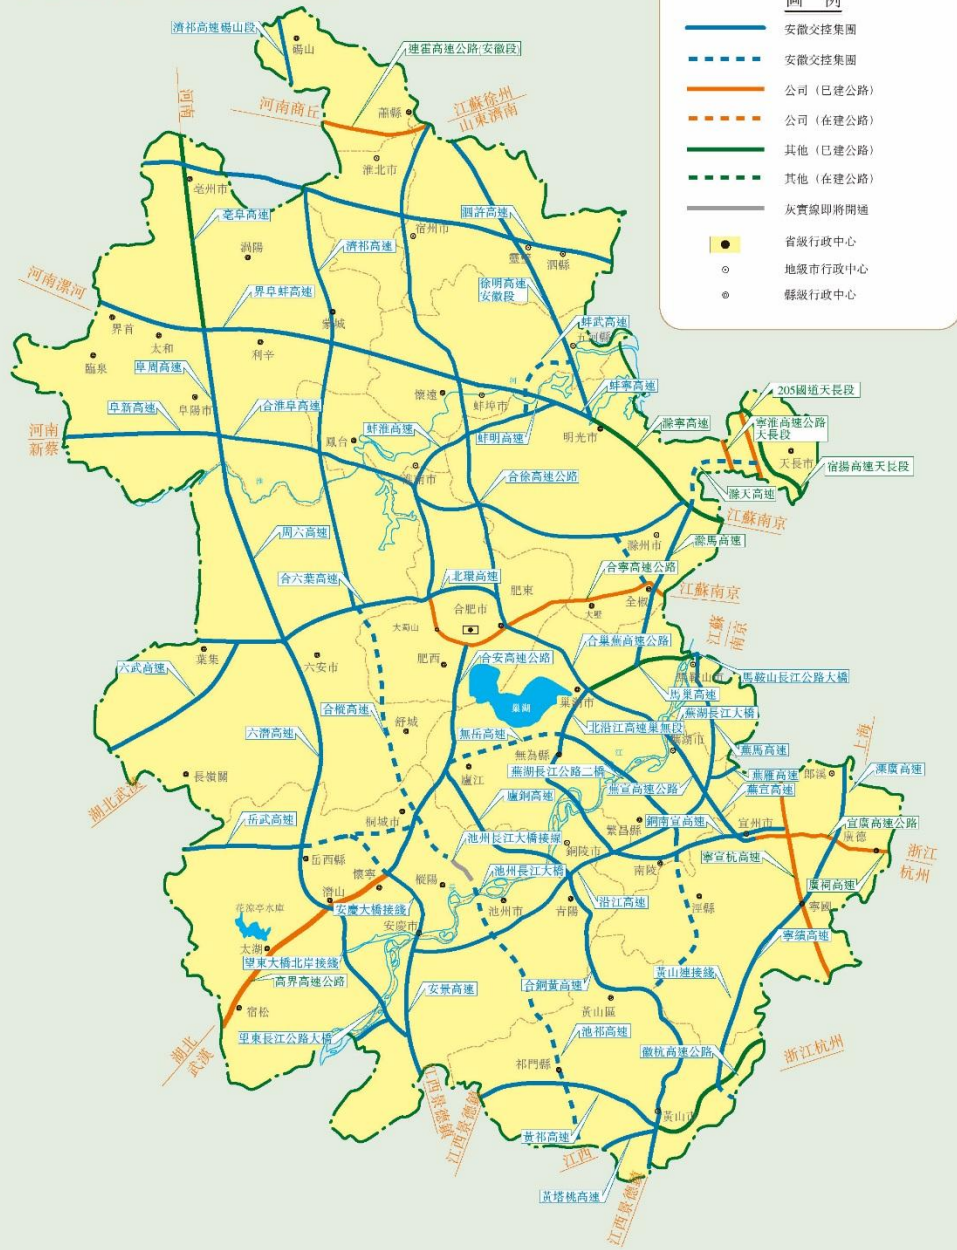 圖 例
安徽交控集團
安徽交控集團
公司（已建公路）
公司（在建公路）
其他（已建公路）
其他（在建公路）
灰實線即將開通
省級行政中心
地級市行政中心
縣級行政中心
濟祁高速碭山段
碭山
連霍高速公路(安徽段)
河南
河南商丘
蕭縣
江蘇徐州
山東濟南
淮北市
亳州市
亳阜高速
濟祁高速
宿州市
泗許高速
渦陽
靈璧
泗縣
河南漯河
界阜蚌高速
徐明高速
安徽段
界首
蒙城
蚌武高速
太和
利辛
五河縣
臨泉
阜周高速
蚌寧高速
205國道天長段
阜陽市
懷遠
蚌埠市
河
阜新高速
合淮阜高速
寧淮高速公路
天長段
滁寧高速
河南
新蔡
鳳台
蚌淮高速
蚌明高速
明光市
天長市
宿揚高速天長段
淮南市
合徐高速公路
滁天高速
江蘇南京
周六高速
滁州市
滁馬高速
合六葉高速
北環高速
肥東
合寧高速公路
江蘇南京
全椒
合肥市
大墅
大蜀山
江蘇
南京
葉集
六武高速
六安市
肥西
合安高速公路
合巢蕪高速公路
馬鞍山市
馬鞍山長江公路大橋
馬巢高速
巢湖
巢湖市
合樅高速
舒城
蕪湖長江大橋
六潛高速
無岳高速
北沿江高速巢無段
江
蕪湖市
無為縣
蕪馬高速
上海
長嶺關
廬江
蕪湖長江公路二橋
蕪宣高速公路
蕪雁高速
郎溪
溧廣高速
湖北武漢
蕪宣高速
廬銅高速
桐城市
繁昌縣
銅南宣高速
宣州市
宣廣高速公路
岳武高速
池州長江大橋接線
廣德
岳西縣
銅陵市
浙江
杭州
懷寧
池州長江大橋
南陵
寧宣杭高速
樅陽
潛山
廣祠高速
安慶大橋接綫
沿江高速
涇縣
花涼亭水庫
池州市
青陽
寧國
安慶市
寧績高速
太湖
望東大橋北岸接綫
黃山連接綫
高界高速公路
安景高速
合銅黃高速
宿松
黃山區
望東長江公路大橋
池祁高速
湖北
武漢
祁門縣
徽杭高速公路
浙江杭州
江西景德鎮
江西景德鎮
黃山市
黃祁高速
江西
黃塔桃高速
江西景德鎮